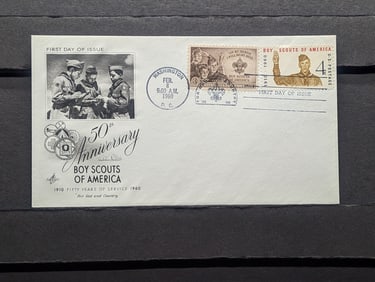 FIRST DAY OF ISSUE
50th
Anniversary
BOY SCOUTS
OF AMERICA
1910 FIFTY YEARS OF SERVICE 1960
For God and Country
WASHINGTON
FEB
8
9:00 A.M.
1960
D. C.
BOY SCOUTS OF AMERICA
4
U.S. POSTAGE
FIRST DAY OF ISSUE